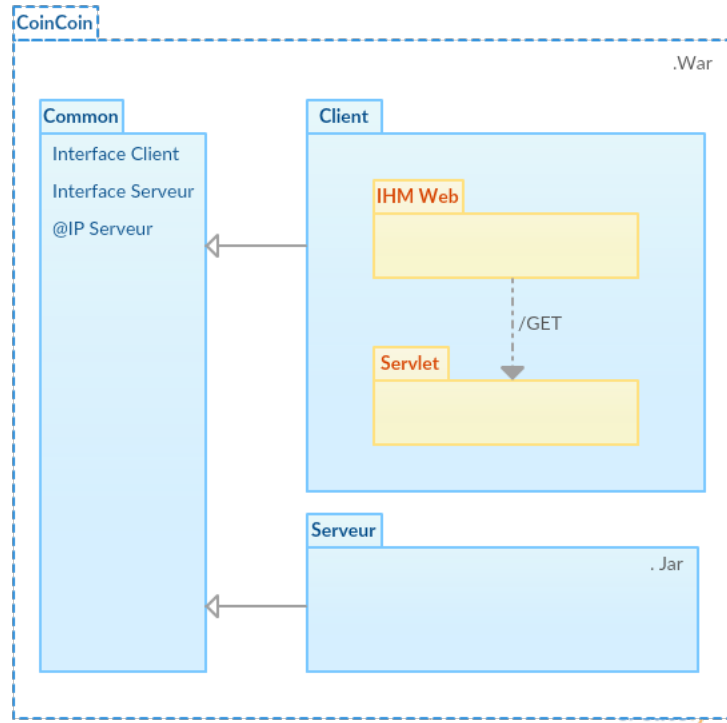 CoinCoin
.War
Common
Interface Client
Interface Serveur
@IP Serveur
Client
IHM Web
/GET
Servlet
Serveur
. Jar